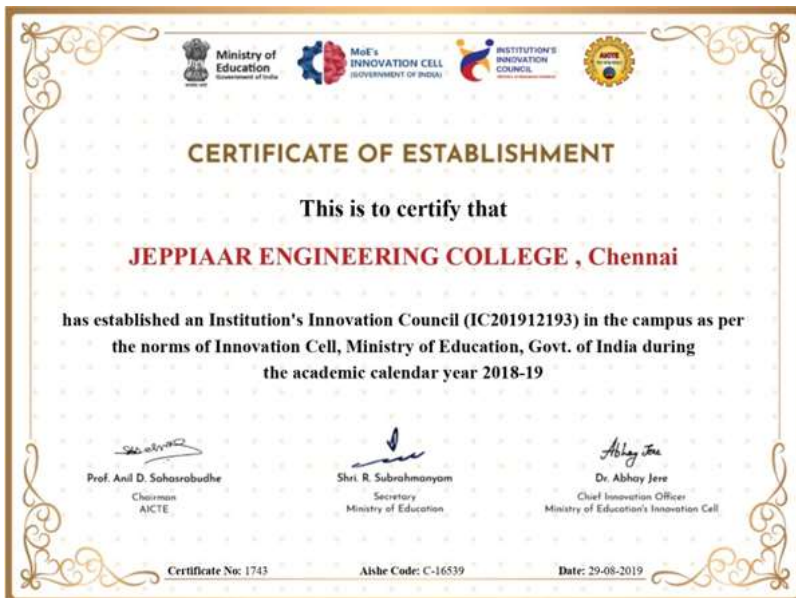 Ministry of
Education
Government of India
MoE's
INNOVATION CELL
(GOVERNMENT OF INDIA)
INSTITUTION'S
INNOVATION
COUNCIL
AICTE
CERTIFICATE OF ESTABLISHMENT
This is to certify that
JEPPIAAR ENGINEERING COLLEGE , Chennai
has established an Institution's Innovation Council (IC201912193) in the campus as per
the norms of Innovation Cell, Ministry of Education, Govt. of India during
the academic calendar year 2018-19
Abhay Jere
Prof. Anil D. Sahasrabudhe
Shri. R. Subrahmanyam
Dr. Abhay Jere
Chairman
Secretary
Chief Innovation Officer
AICTE
Ministry of Education
Ministry of Education's Innovation Cell
Certificate No: 1743
Aishe Code: C-16539
Date: 29-08-2019